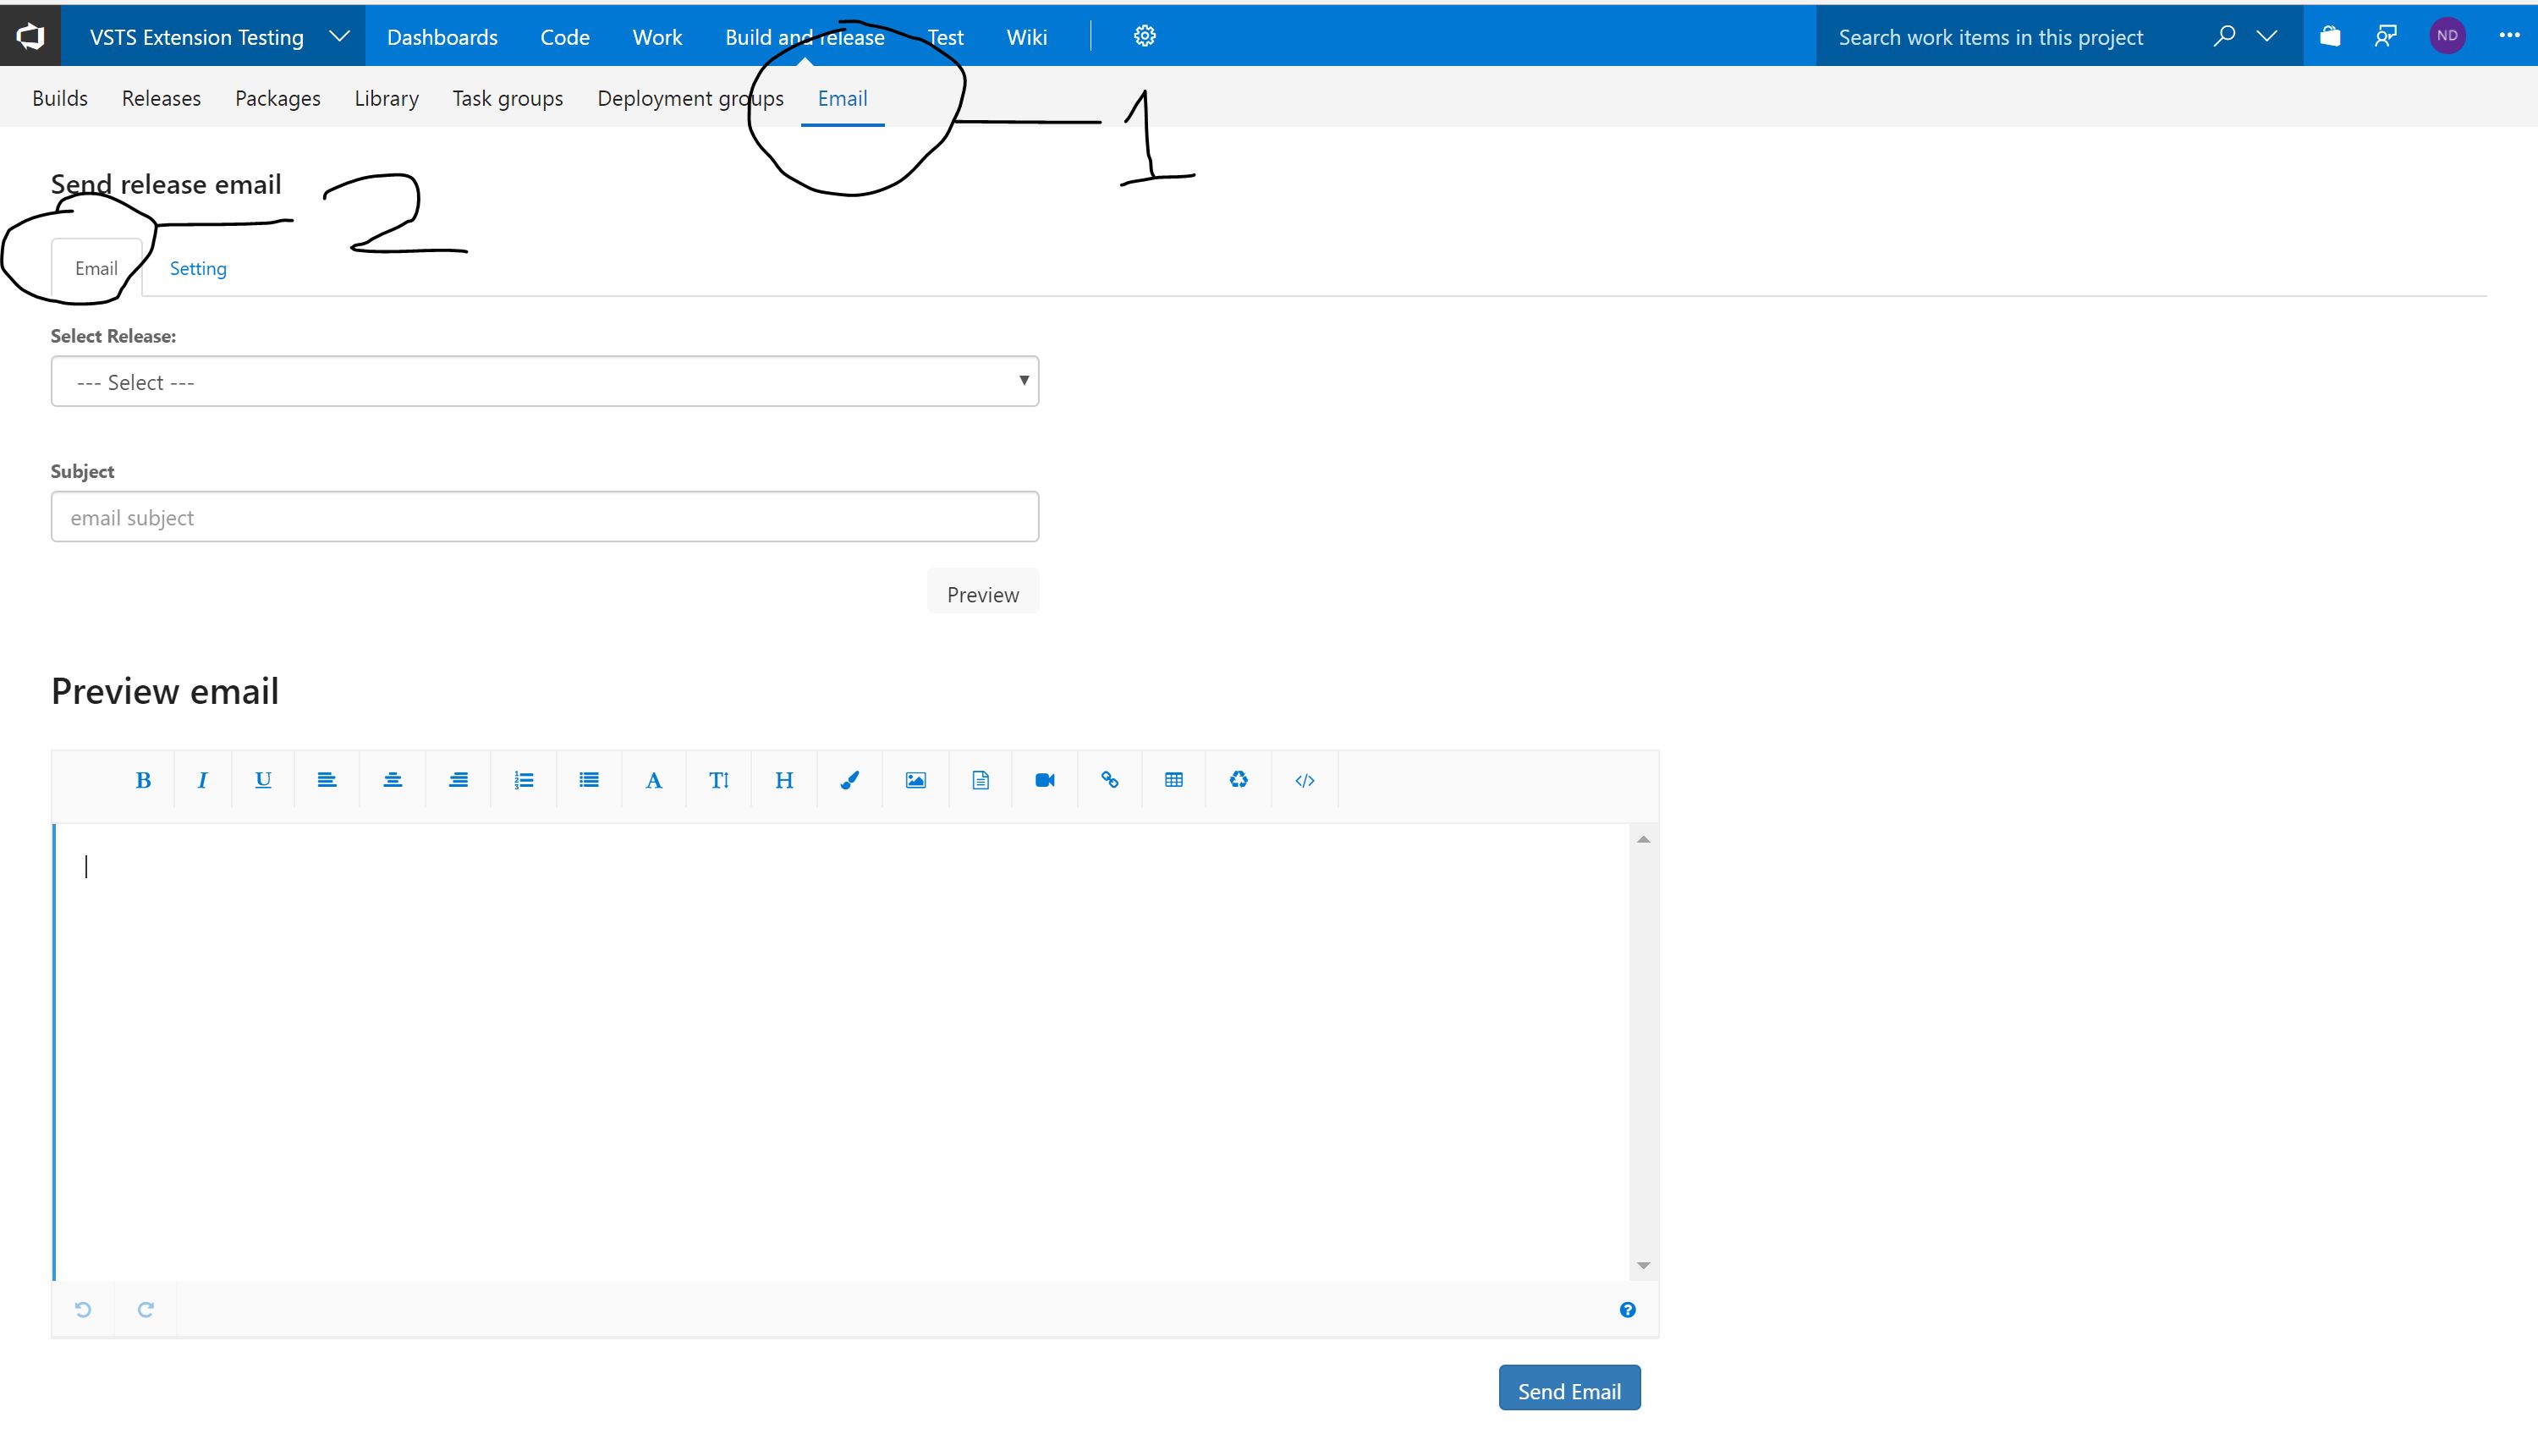 VSTS Extension Testing Dashboards Code Work Build and release Test Wiki Search work items in this project ND
Builds Releases Packages Library Task groups Deployment groups Email
1
Send release email
2
Email Setting
Select Release:
--- Select ---
Subject
email subject
Preview
Preview email
B I U A T H </>
?
Send Email